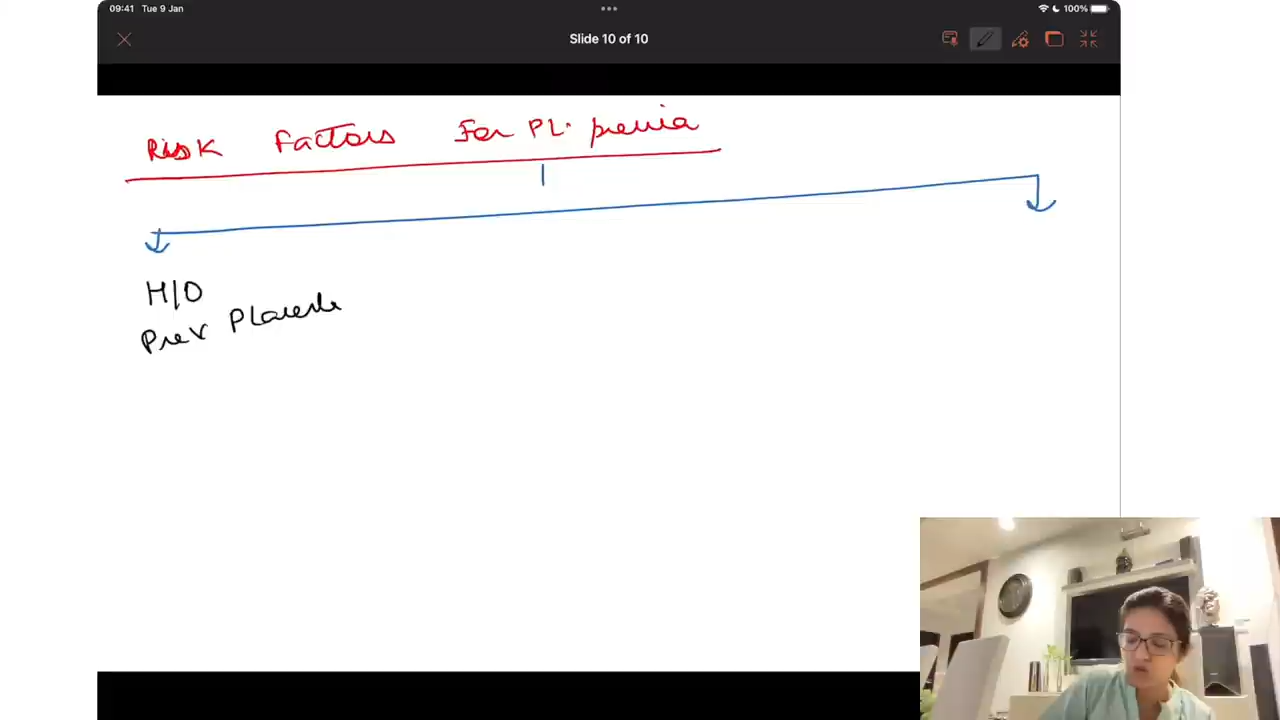 09:41 Tue 9 Jan
100%
Slide 10 of 10
Risk Factors For PL. previa
H/O
Prev Placenta